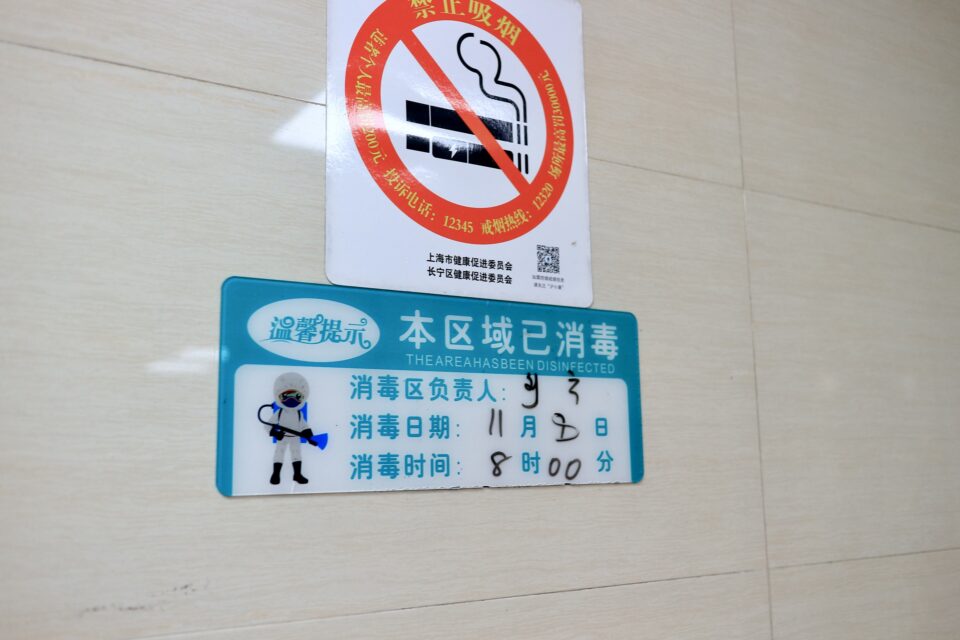 禁止吸烟
投诉电话：12345 戒烟热线：12320
上海市健康促进委员会
长宁区健康促进委员会
温馨提示
本区域已消毒
THEAREAHASBEEN DISINFECTED
消毒区负责人：
消毒日期： 11 月 8 日
消毒时间： 8 时 00 分